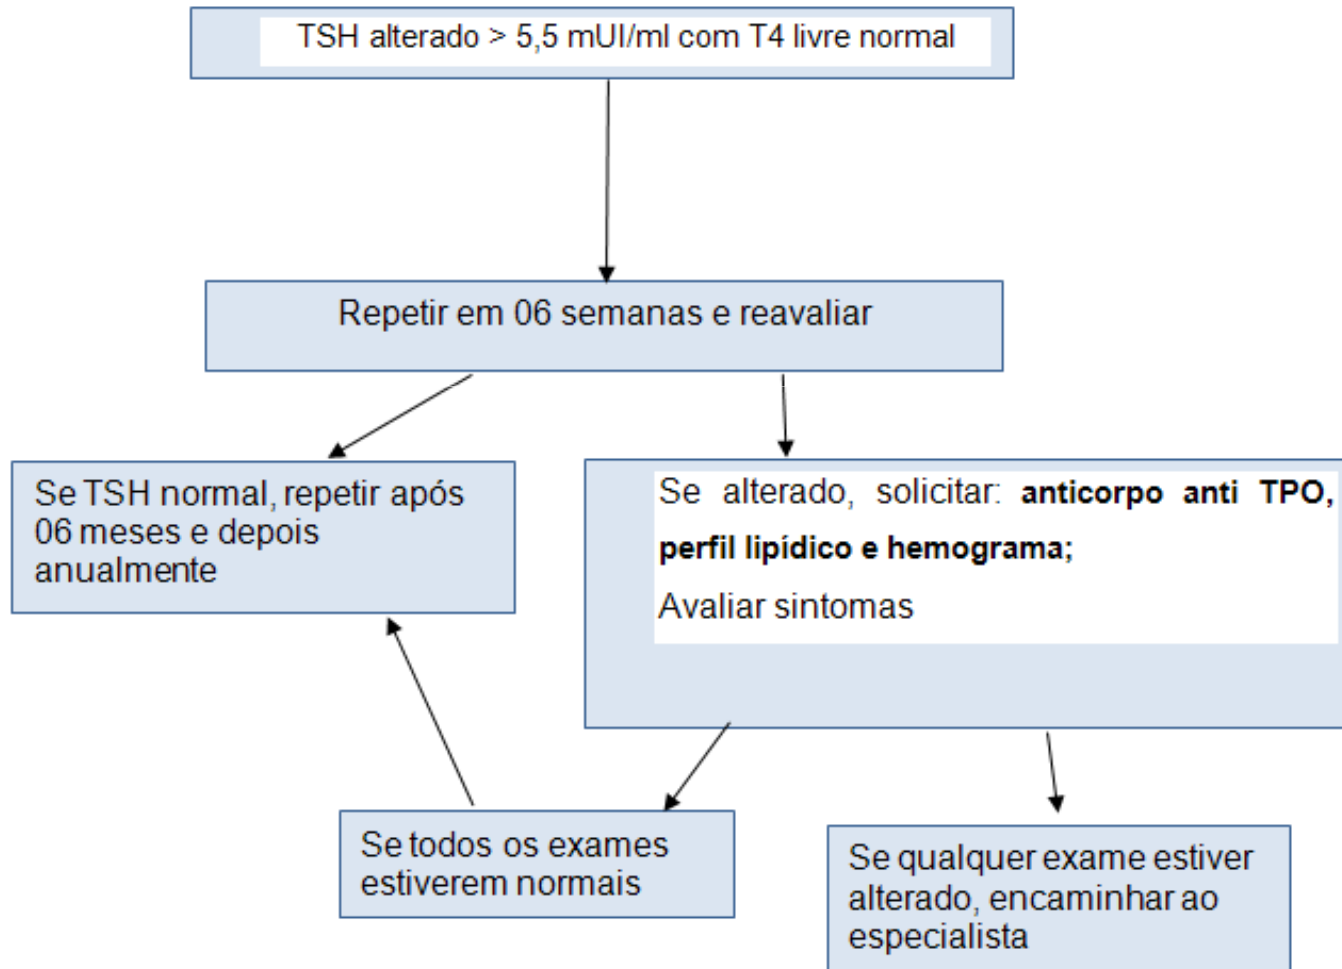 TSH alterado > 5,5 mUI/ml com T4 livre normal
Repetir em 06 semanas e reavaliar
Se TSH normal, repetir após
06 meses e depois
anualmente
Se alterado, solicitar: anticorpo anti TPO,
perfil lipídico e hemograma;
Avaliar sintomas
Se todos os exames
estiverem normais
Se qualquer exame estiver
alterado, encaminhar ao
especialista